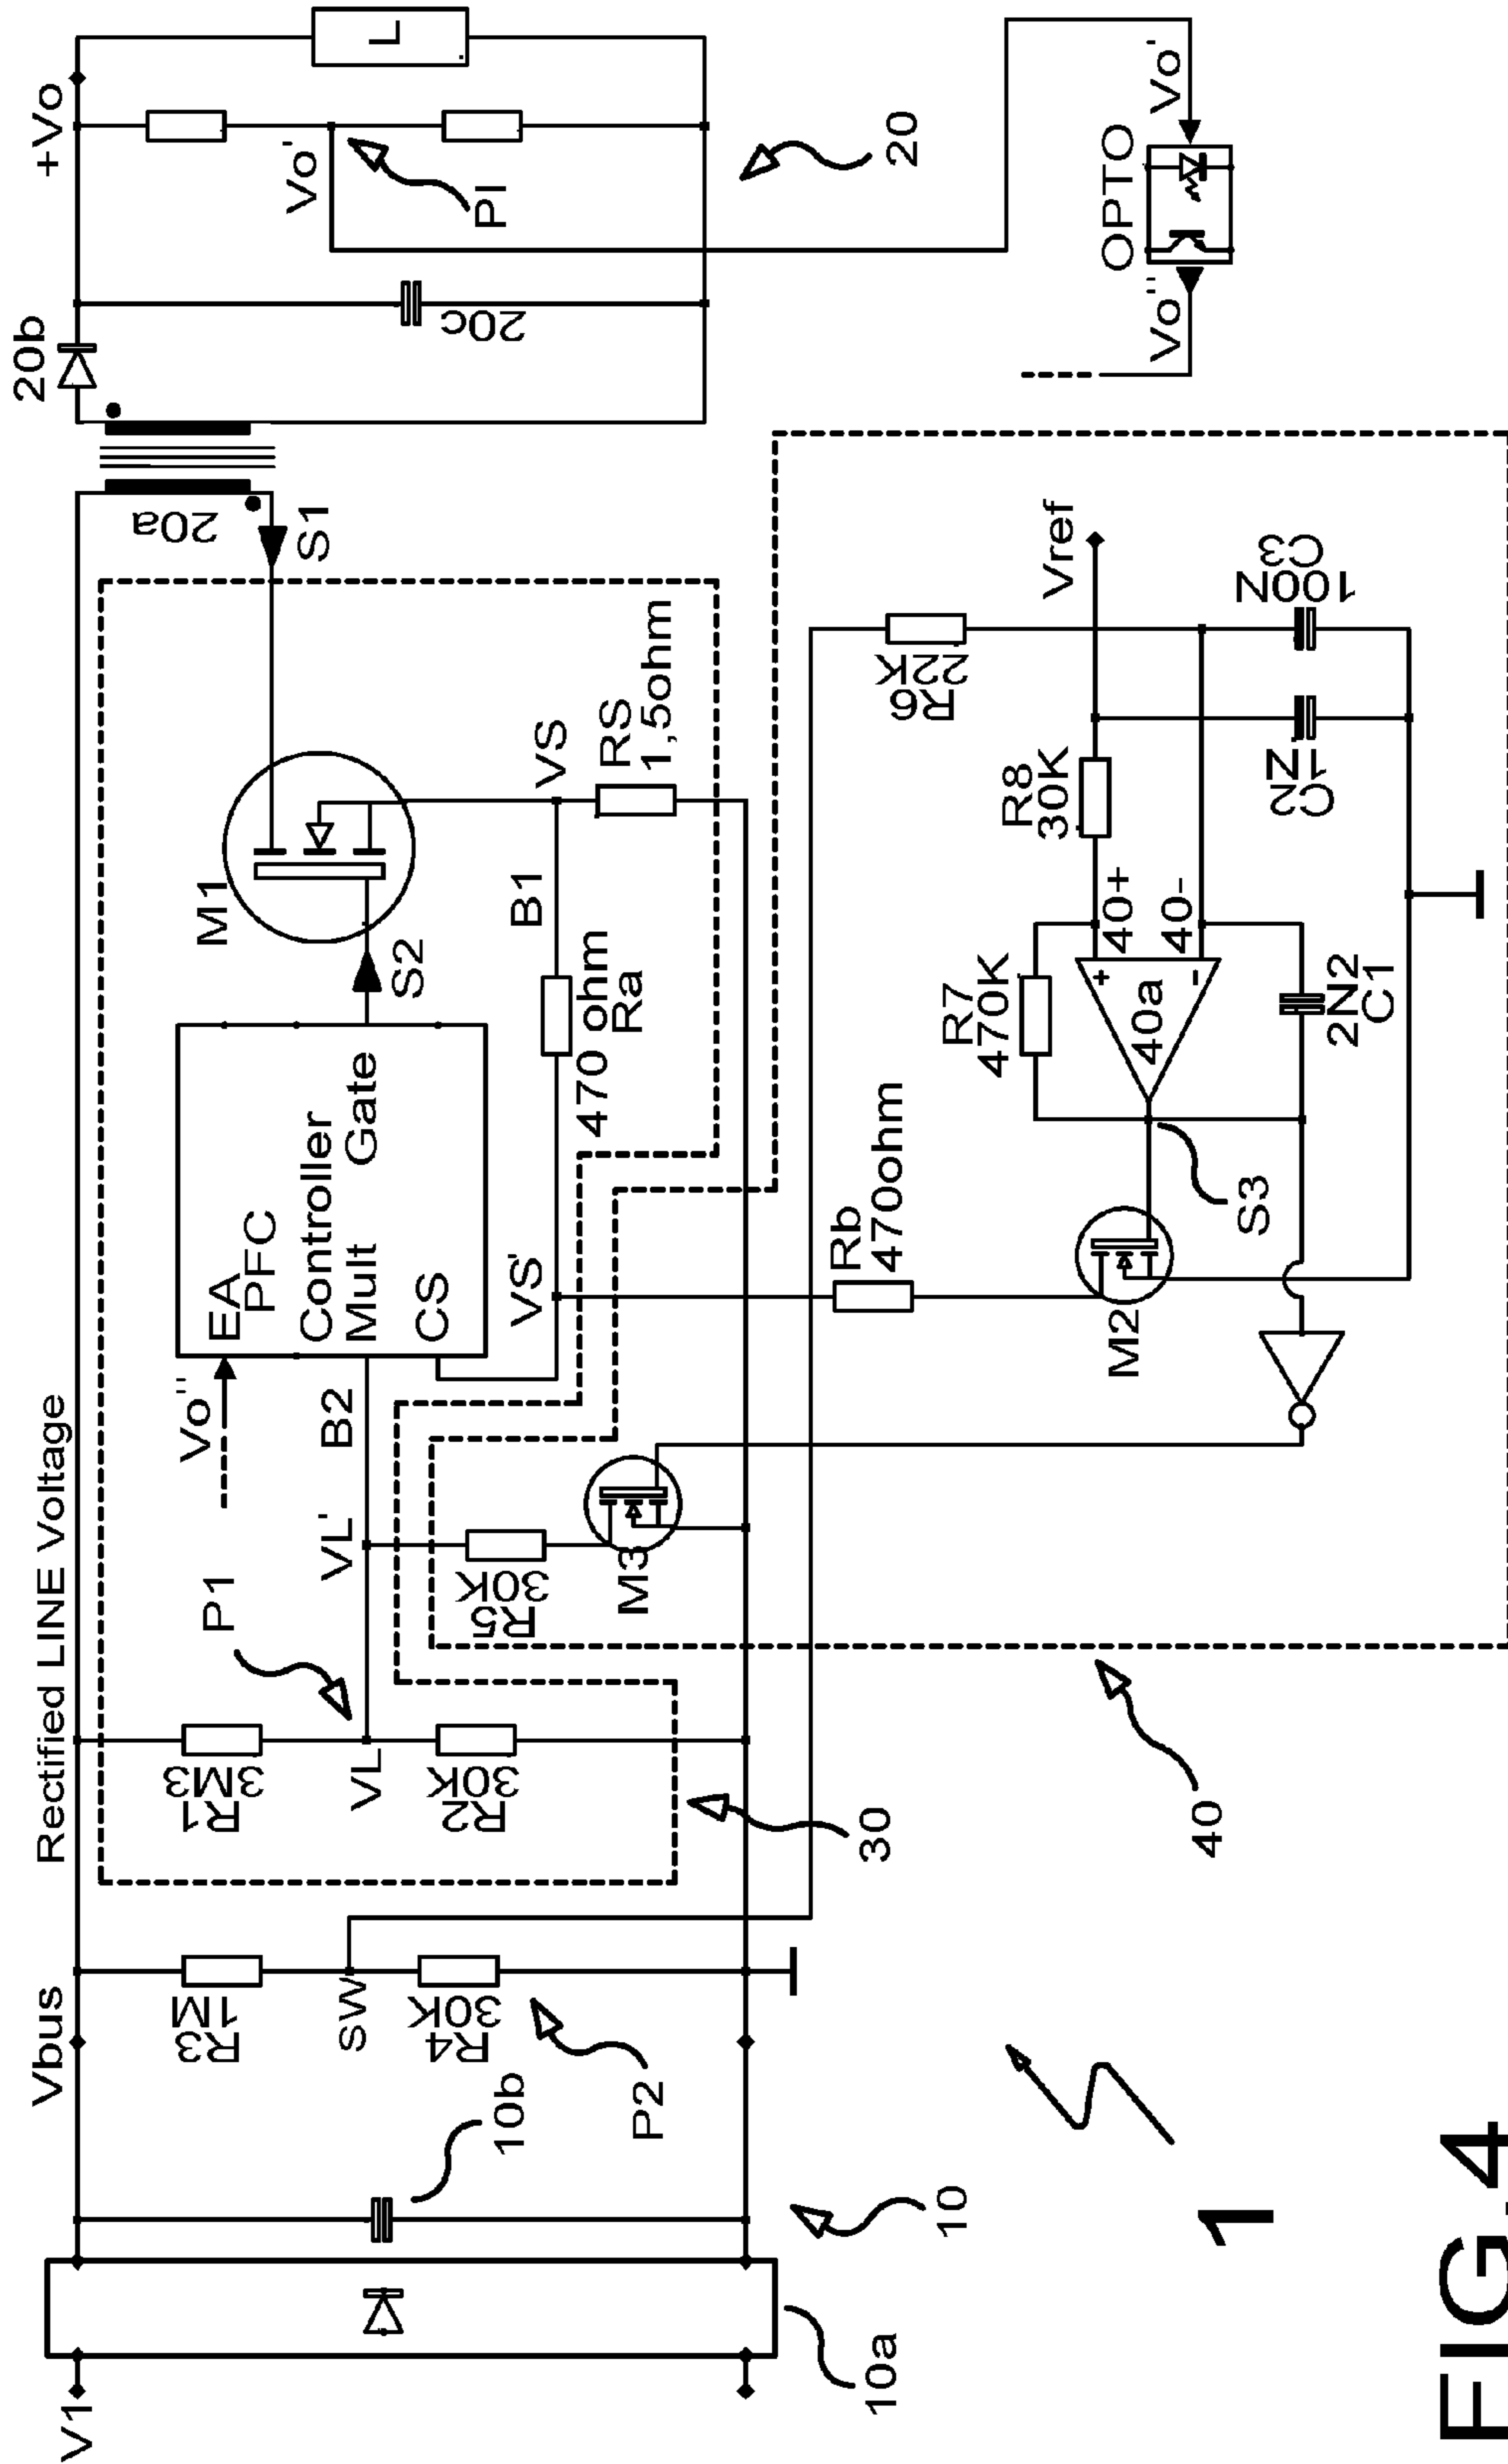 V1
10a
10
10b
Vbus
R3
1M
SW
R4
30K
P2
Rectified LINE Voltage
R1
3M3
VL
R2
30K
30
P1
VL'
B2
Vo''
EA
PFC
Controller
Mult
Gate
CS
S2
M1
S1
20a
20b
20c
+Vo
Vo'
PI
L
20
VS'
470 ohm
Ra
B1
VS
RS
1,5ohm
R5
30K
M3
40
Rb
470ohm
M2
S3
R7
470K
40a
+
-
40+
40-
2N2
C1
R8
30K
R6
22K
Vref
C2
1N
C3
100N
OPTO
Vo''
Vo'
1
FIG.4